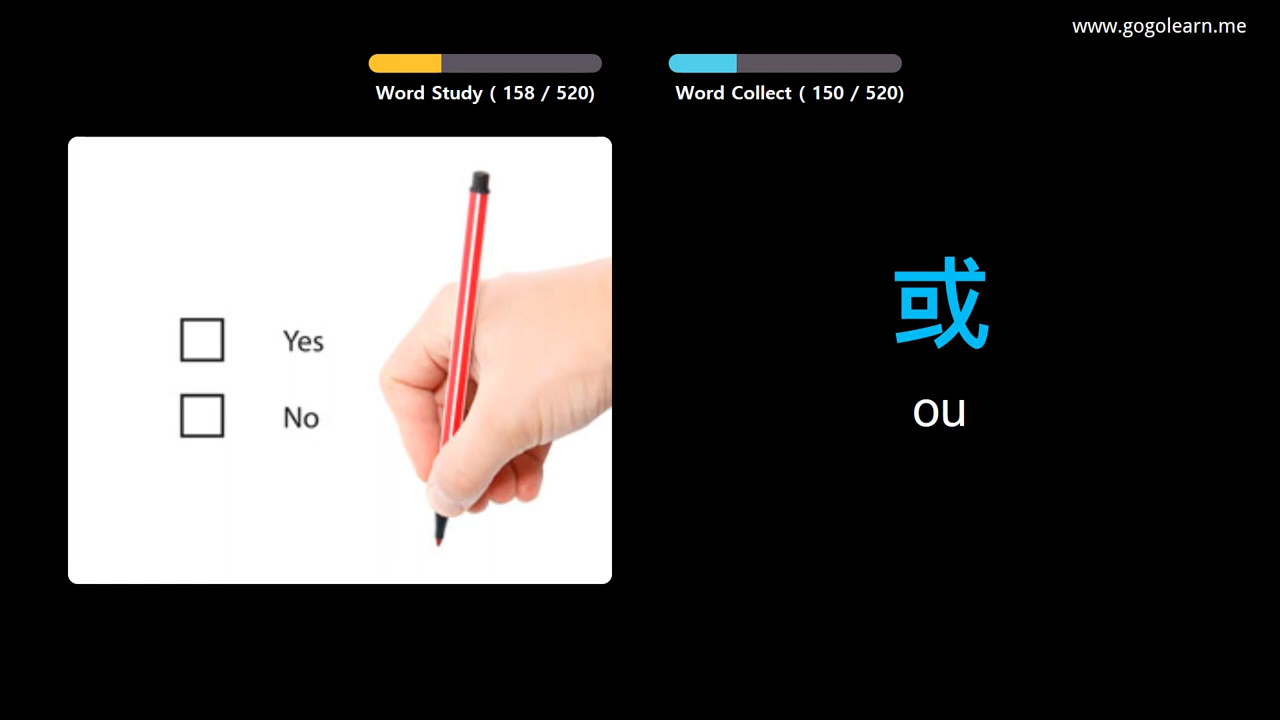 www.gogolearn.me
Word Study ( 158 / 520)
Word Collect ( 150 / 520)
Yes
No
或
ou